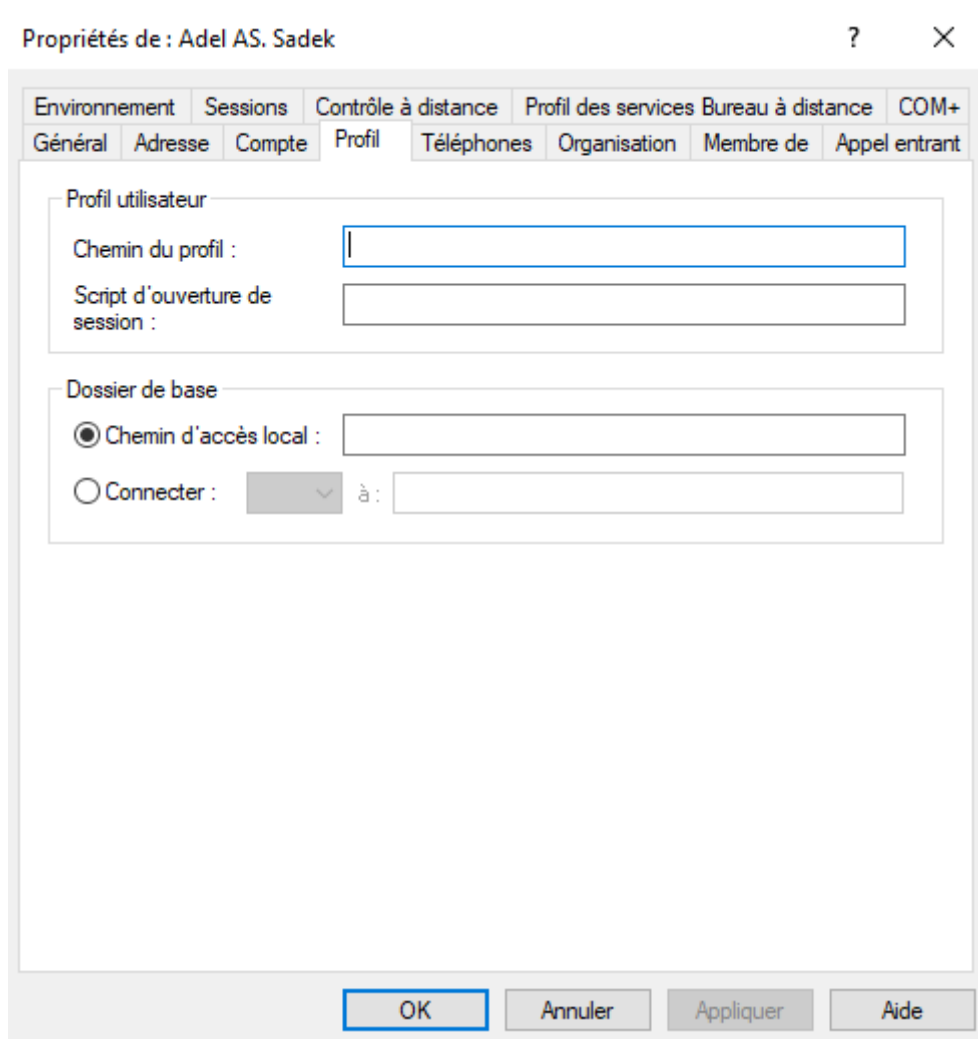 Propriétés de : Adel AS. Sadek ?
Environnement Sessions Contrôle à distance Profil des services Bureau à distance COM+
Général Adresse Compte Profil Téléphones Organisation Membre de Appel entrant
Profil utilisateur
Chemin du profil :
Script d'ouverture de
session :
Dossier de base
Chemin d'accès local :
Connecter : à :
OK Annuler Appliquer Aide